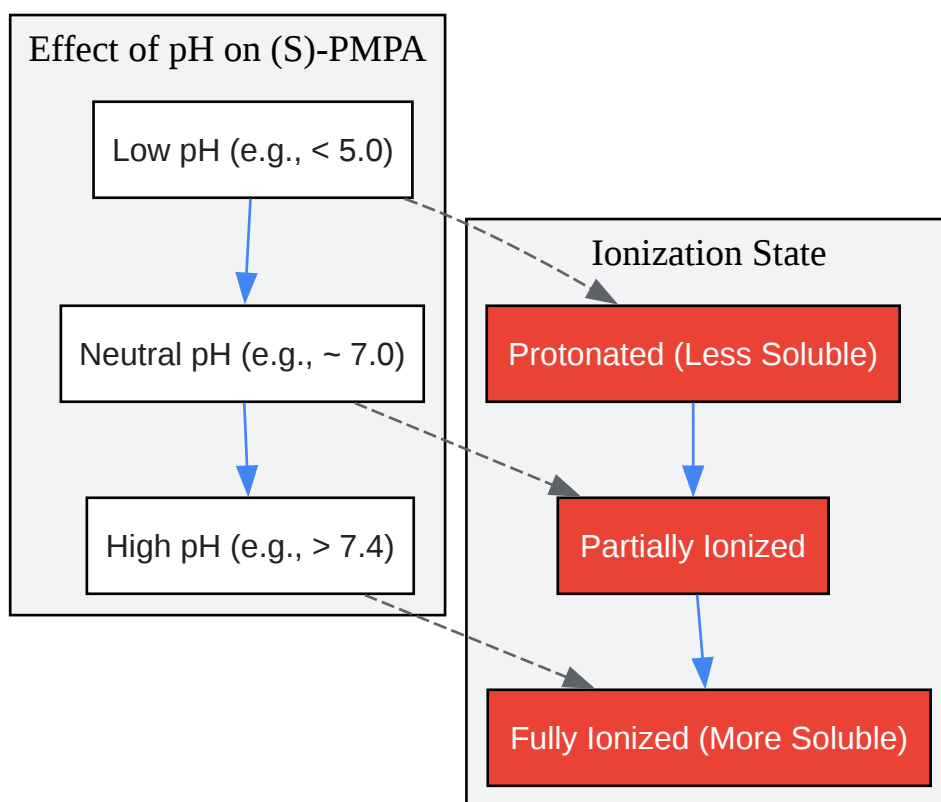 Effect of pH on (S)-PMPA
Low pH (e.g., < 5.0)
Neutral pH (e.g., ~ 7.0)
High pH (e.g., > 7.4)
Ionization State
Protonated (Less Soluble)
Partially Ionized
Fully Ionized (More Soluble)